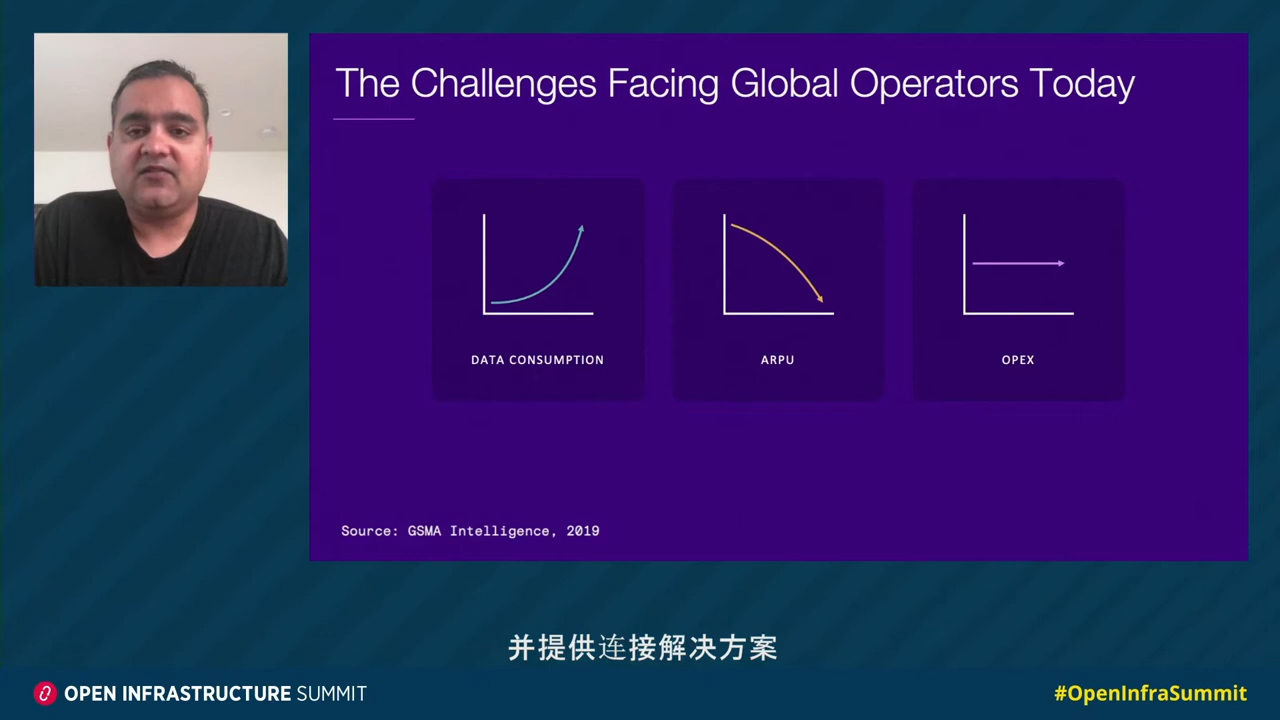 The Challenges Facing Global Operators Today
DATA CONSUMPTION
ARPU
OPEX
Source: GSMA Intelligence, 2019
并提供连接解决方案
OPEN INFRASTRUCTURE SUMMIT
#OpenInfraSummit